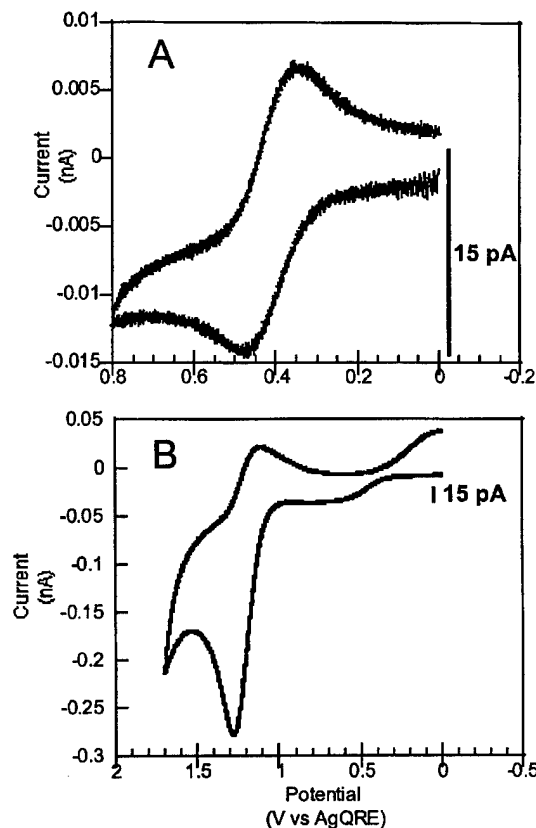 A
0.01
0.005
0
-0.005
-0.01
-0.015
Current
(nA)
15 pA
0.8
0.6
0.4
0.2
0
-0.2
B
0.05
0
-0.05
-0.1
-0.15
-0.2
-0.25
-0.3
Current
(nA)
15 pA
2
1.5
1
0.5
0
-0.5
Potential
(V vs AgQRE)